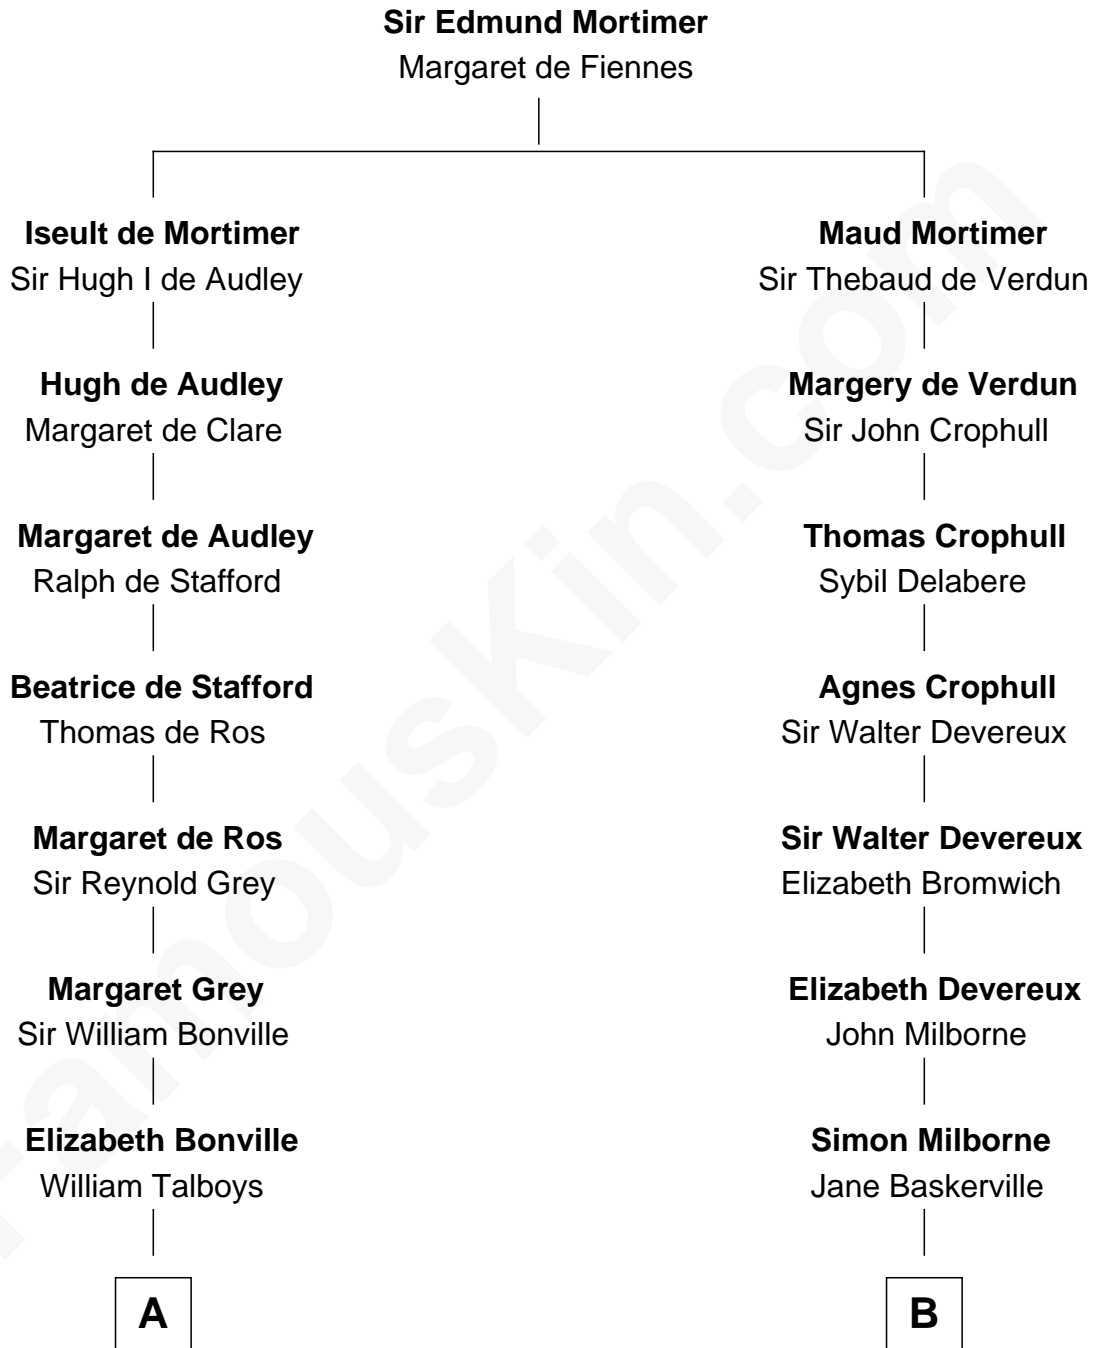 Sir Edmund Mortimer
Margaret de Fiennes
Iseult de Mortimer
Sir Hugh I de Audley
Hugh de Audley
Margaret de Clare
Margaret de Audley
Ralph de Stafford
Beatrice de Stafford
Thomas de Ros
Margaret de Ros
Sir Reynold Grey
Margaret Grey
Sir William Bonville
Elizabeth Bonville
William Talboys
A
Maud Mortimer
Sir Thebaud de Verdun
Margery de Verdun
Sir John Crophull
Thomas Crophull
Sybil Delabere
Agnes Crophull
Sir Walter Devereux
Sir Walter Devereux
Elizabeth Bromwich
Elizabeth Devereux
John Milborne
Simon Milborne
Jane Baskerville
B
FamousKin.com